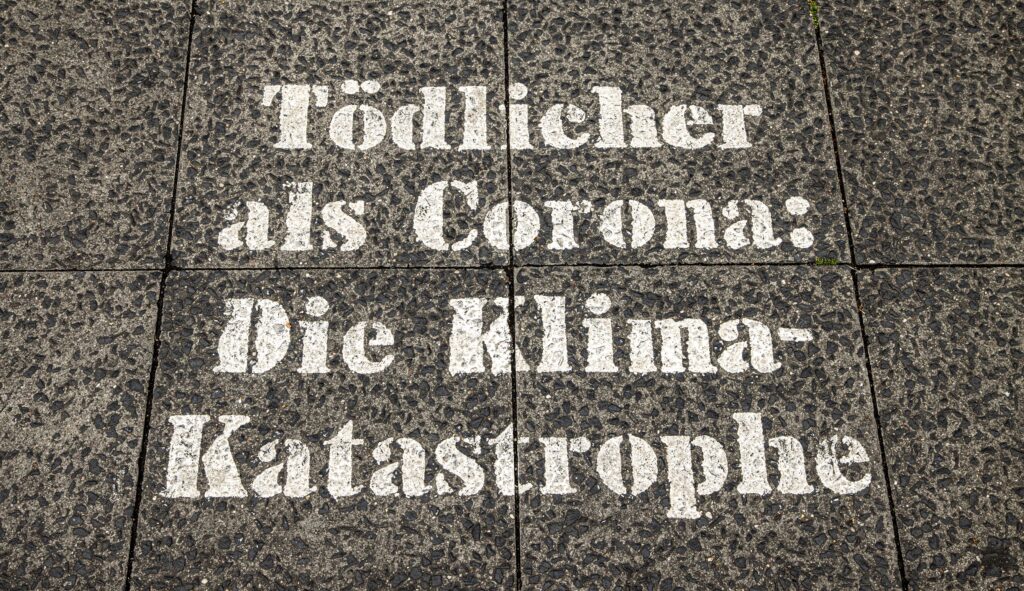 Tödlicher
als Corona:
Die Klima-
Katastrophe